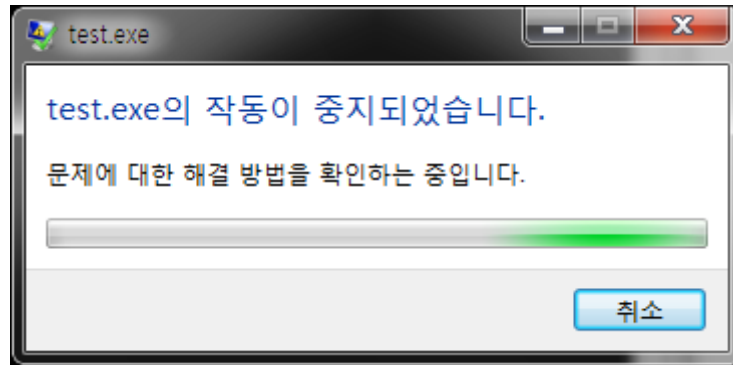 test.exe
test.exe의 작동이 중지되었습니다.
문제에 대한 해결 방법을 확인하는 중입니다.
취소